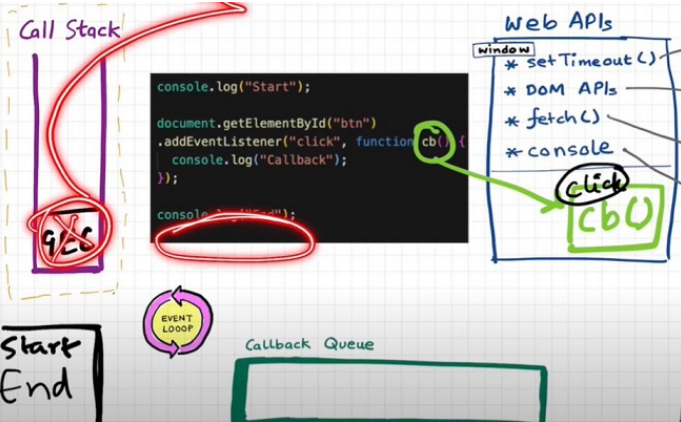 Call Stack
GEC
console.log("Start");
document.getElementById("btn")
.addEventListener("click", function cb() {
console.log("Callback");
});
console.log("End");
Web APIs
window
* setTimeout()
* DOM APIs
* fetch()
* console
click
cb()
EVENT
LOOOP
Start
End
Callback Queue